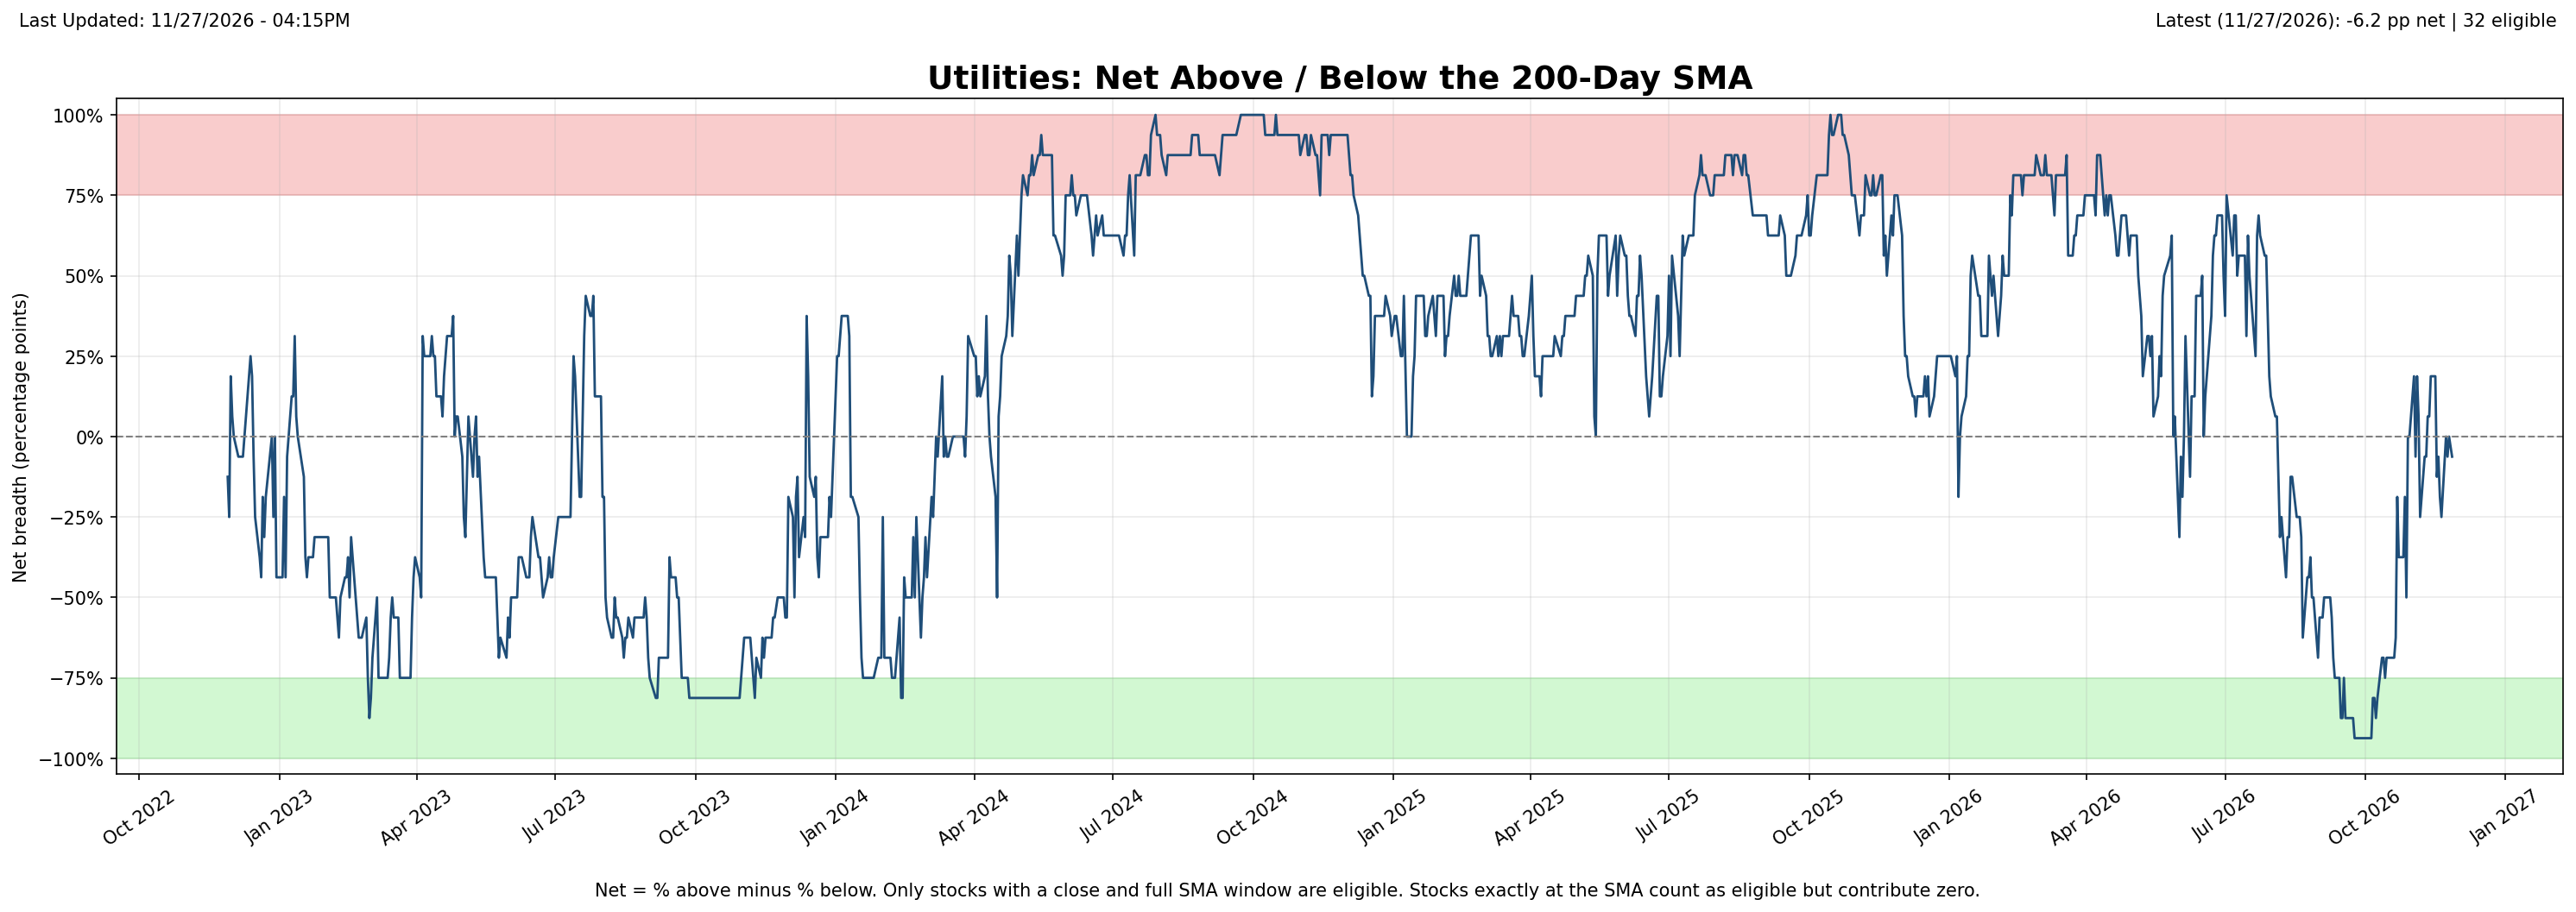 Last Updated: 11/27/2026 - 04:15PM
Latest (11/27/2026): -6.2 pp net | 32 eligible
Utilities: Net Above / Below the 200-Day SMA
Net breadth (percentage points)
100%
75%
50%
25%
0%
−25%
−50%
−75%
−100%
Oct 2022
Jan 2023
Apr 2023
Jul 2023
Oct 2023
Jan 2024
Apr 2024
Jul 2024
Oct 2024
Jan 2025
Apr 2025
Jul 2025
Oct 2025
Jan 2026
Apr 2026
Jul 2026
Oct 2026
Jan 2027
Net = % above minus % below. Only stocks with a close and full SMA window are eligible. Stocks exactly at the SMA count as eligible but contribute zero.